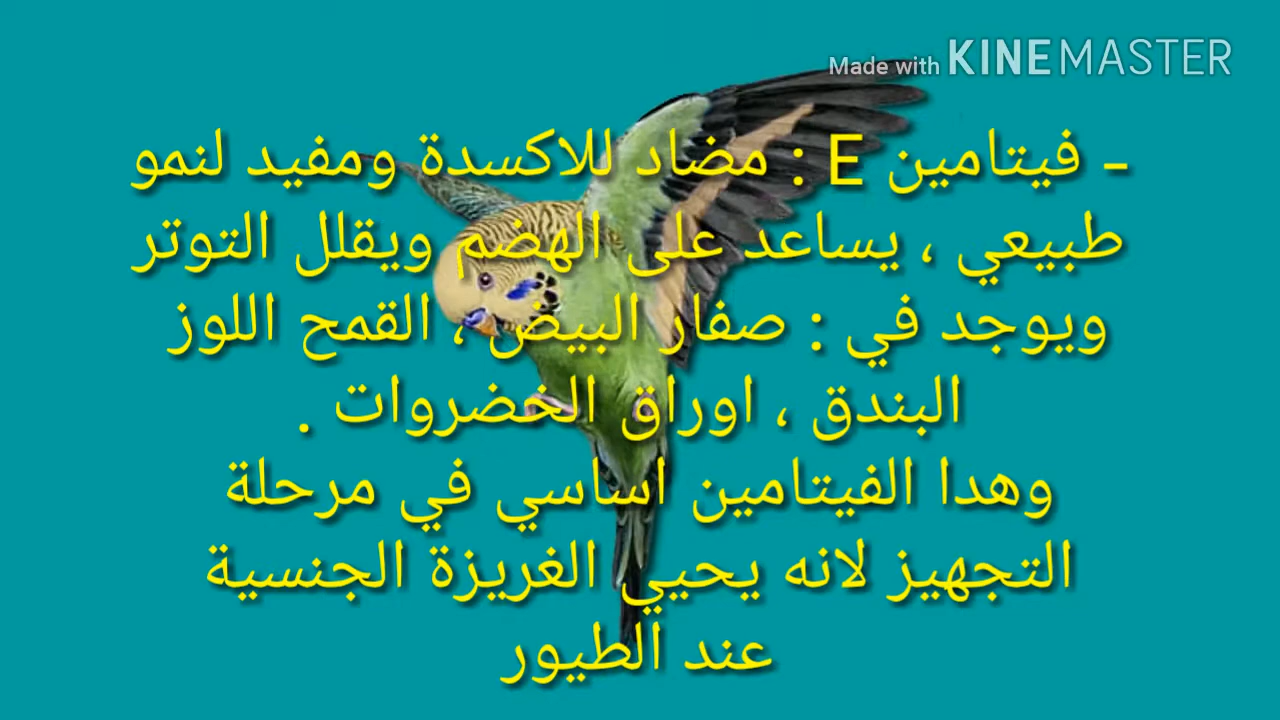 Made with KINEMASTER
- فيتامين E : مضاد للاكسدة ومفيد لنمو
طبيعي ، يساعد على الهضم ويقلل التوتر
ويوجد في : صفار البيض ، القمح اللوز
البندق ، اوراق الخضروات .
وهدا الفيتامين اساسي في مرحلة
التجهيز لانه يحيي الغريزة الجنسية
عند الطيور